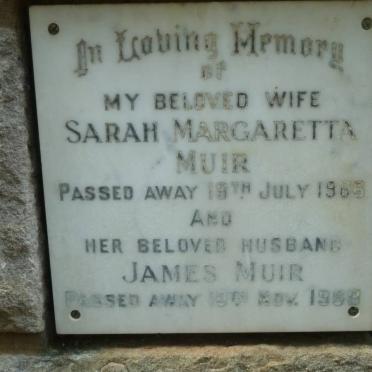 In Loving Memory
of
MY BELOVED WIFE
SARAH MARGARETTA
MUIR
PASSED AWAY 19TH JULY
AND
HER BELOVED HUSBAND
JAMES MUIR
PASSED AWAY NOV.